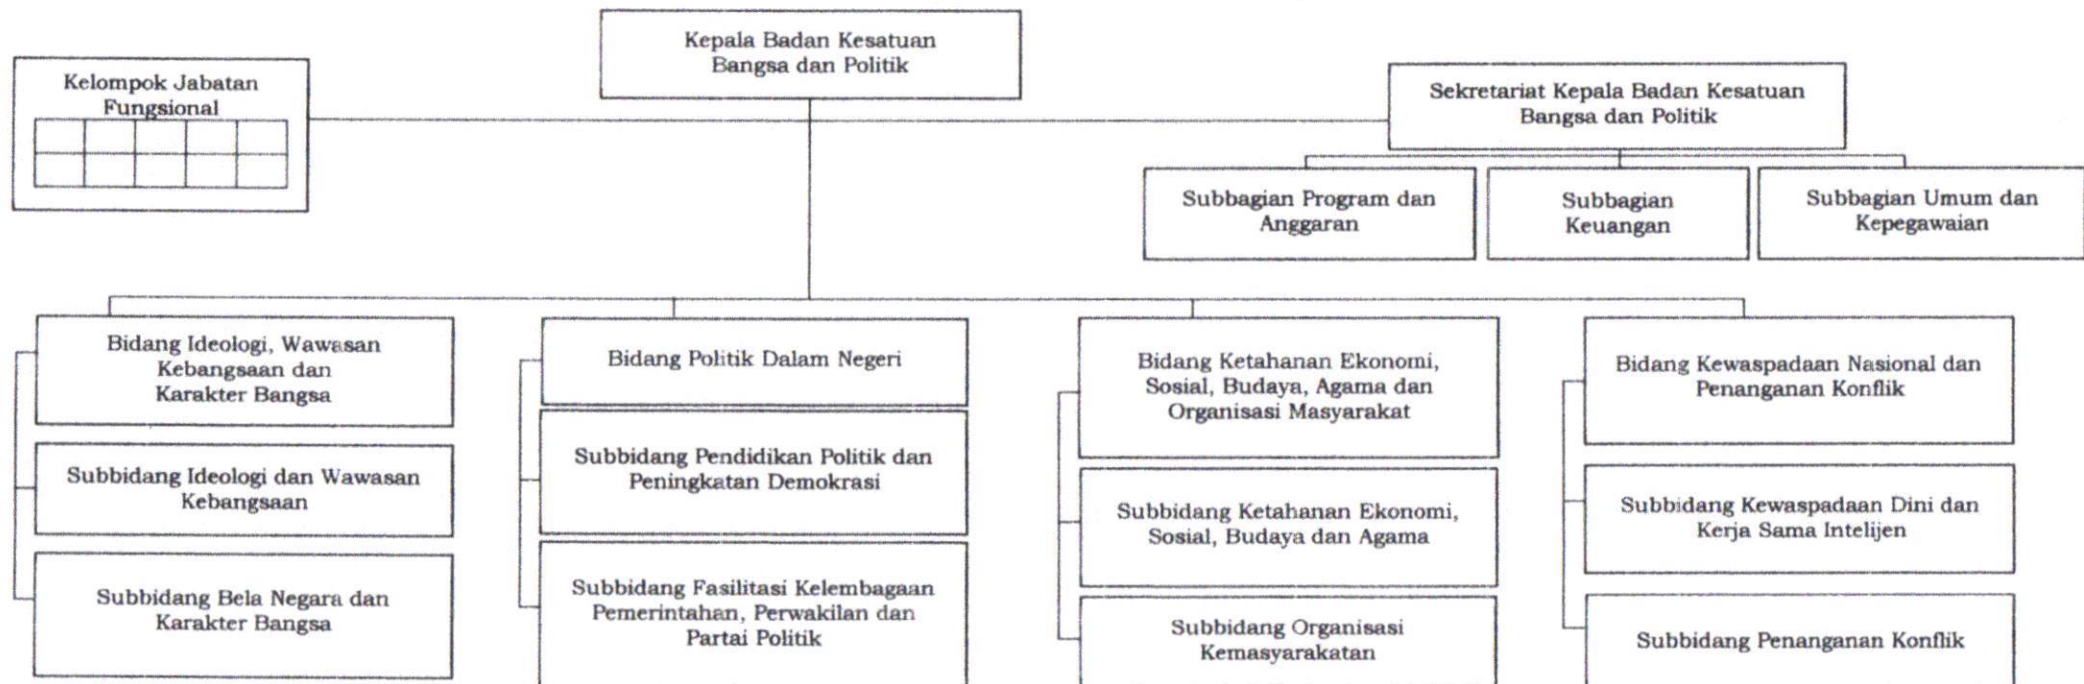 Kepala Badan Kesatuan
Bangsa dan Politik
Kelompok Jabatan
Fungsional
Sekretariat Kepala Badan Kesatuan
Bangsa dan Politik
Subbagian Program dan
Anggaran
Subbagian
Keuangan
Subbagian Umum dan
Kepegawaian
Bidang Ideologi, Wawasan
Kebangsaan dan
Karakter Bangsa
Subbidang Ideologi dan Wawasan
Kebangsaan
Subbidang Bela Negara dan
Karakter Bangsa
Bidang Politik Dalam Negeri
Subbidang Pendidikan Politik dan
Peningkatan Demokrasi
Subbidang Fasilitasi Kelembagaan
Pemerintahan, Perwakilan dan
Partai Politik
Bidang Ketahanan Ekonomi,
Sosial, Budaya, Agama dan
Organisasi Masyarakat
Subbidang Ketahanan Ekonomi,
Sosial, Budaya dan Agama
Subbidang Organisasi
Kemasyarakatan
Bidang Kewaspadaan Nasional dan
Penanganan Konflik
Subbidang Kewaspadaan Dini dan
Kerja Sama Intelijen
Subbidang Penanganan Konflik